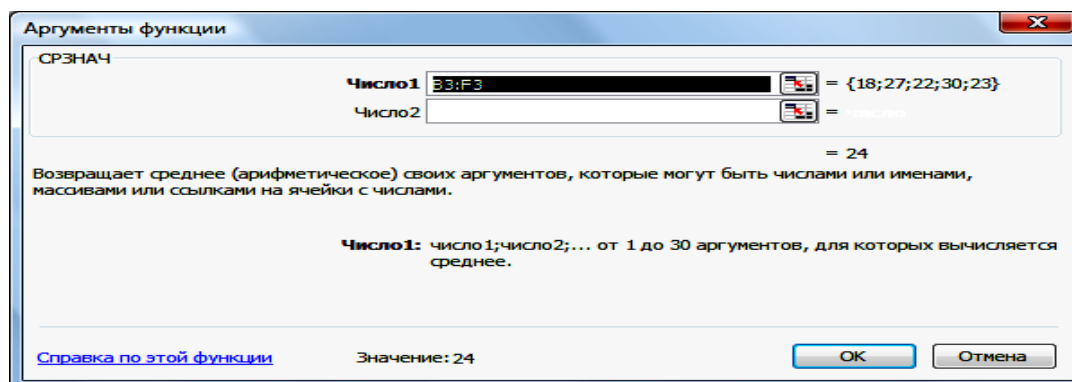 Аргументы функции
СРЗНАЧ
Число1 B3:F3 = {18;27;22;30;23}
Число2 =
= 24
Возвращает среднее (арифметическое) своих аргументов, которые могут быть числами или именами,
массивами или ссылками на ячейки с числами.
Число1: число1;число2;... от 1 до 30 аргументов, для которых вычисляется
среднее.
Справка по этой функции Значение:24 OK Отмена